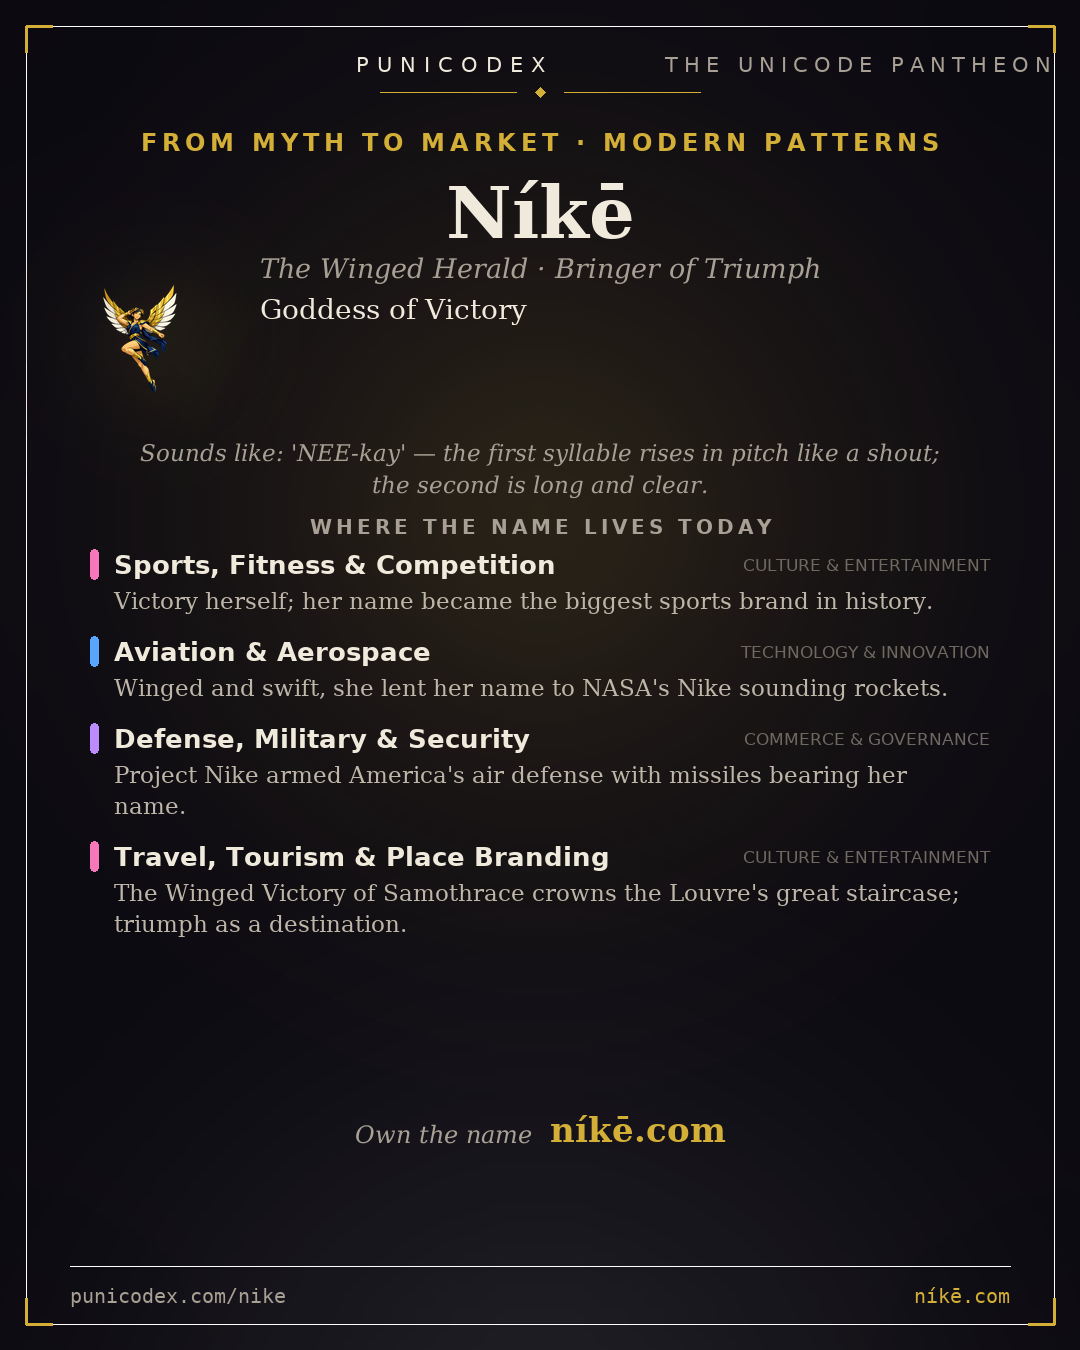 PUNICODEX THE UNICODE PANTHEON
FROM MYTH TO MARKET · MODERN PATTERNS
Níkē
The Winged Herald · Bringer of Triumph
Goddess of Victory
Sounds like: 'NEE-kay' — the first syllable rises in pitch like a shout;
the second is long and clear.
WHERE THE NAME LIVES TODAY
Sports, Fitness & Competition CULTURE & ENTERTAINMENT
Victory herself; her name became the biggest sports brand in history.
Aviation & Aerospace TECHNOLOGY & INNOVATION
Winged and swift, she lent her name to NASA's Nike sounding rockets.
Defense, Military & Security COMMERCE & GOVERNANCE
Project Nike armed America's air defense with missiles bearing her
name.
Travel, Tourism & Place Branding CULTURE & ENTERTAINMENT
The Winged Victory of Samothrace crowns the Louvre's great staircase;
triumph as a destination.
Own the name níkē.com
punicodex.com/nike níkē.com